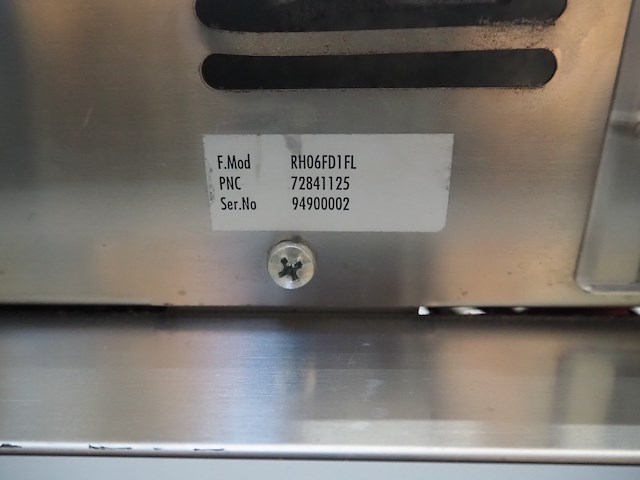 F.Mod RH06FD1FL
PNC 72841125
Ser.No 94900002